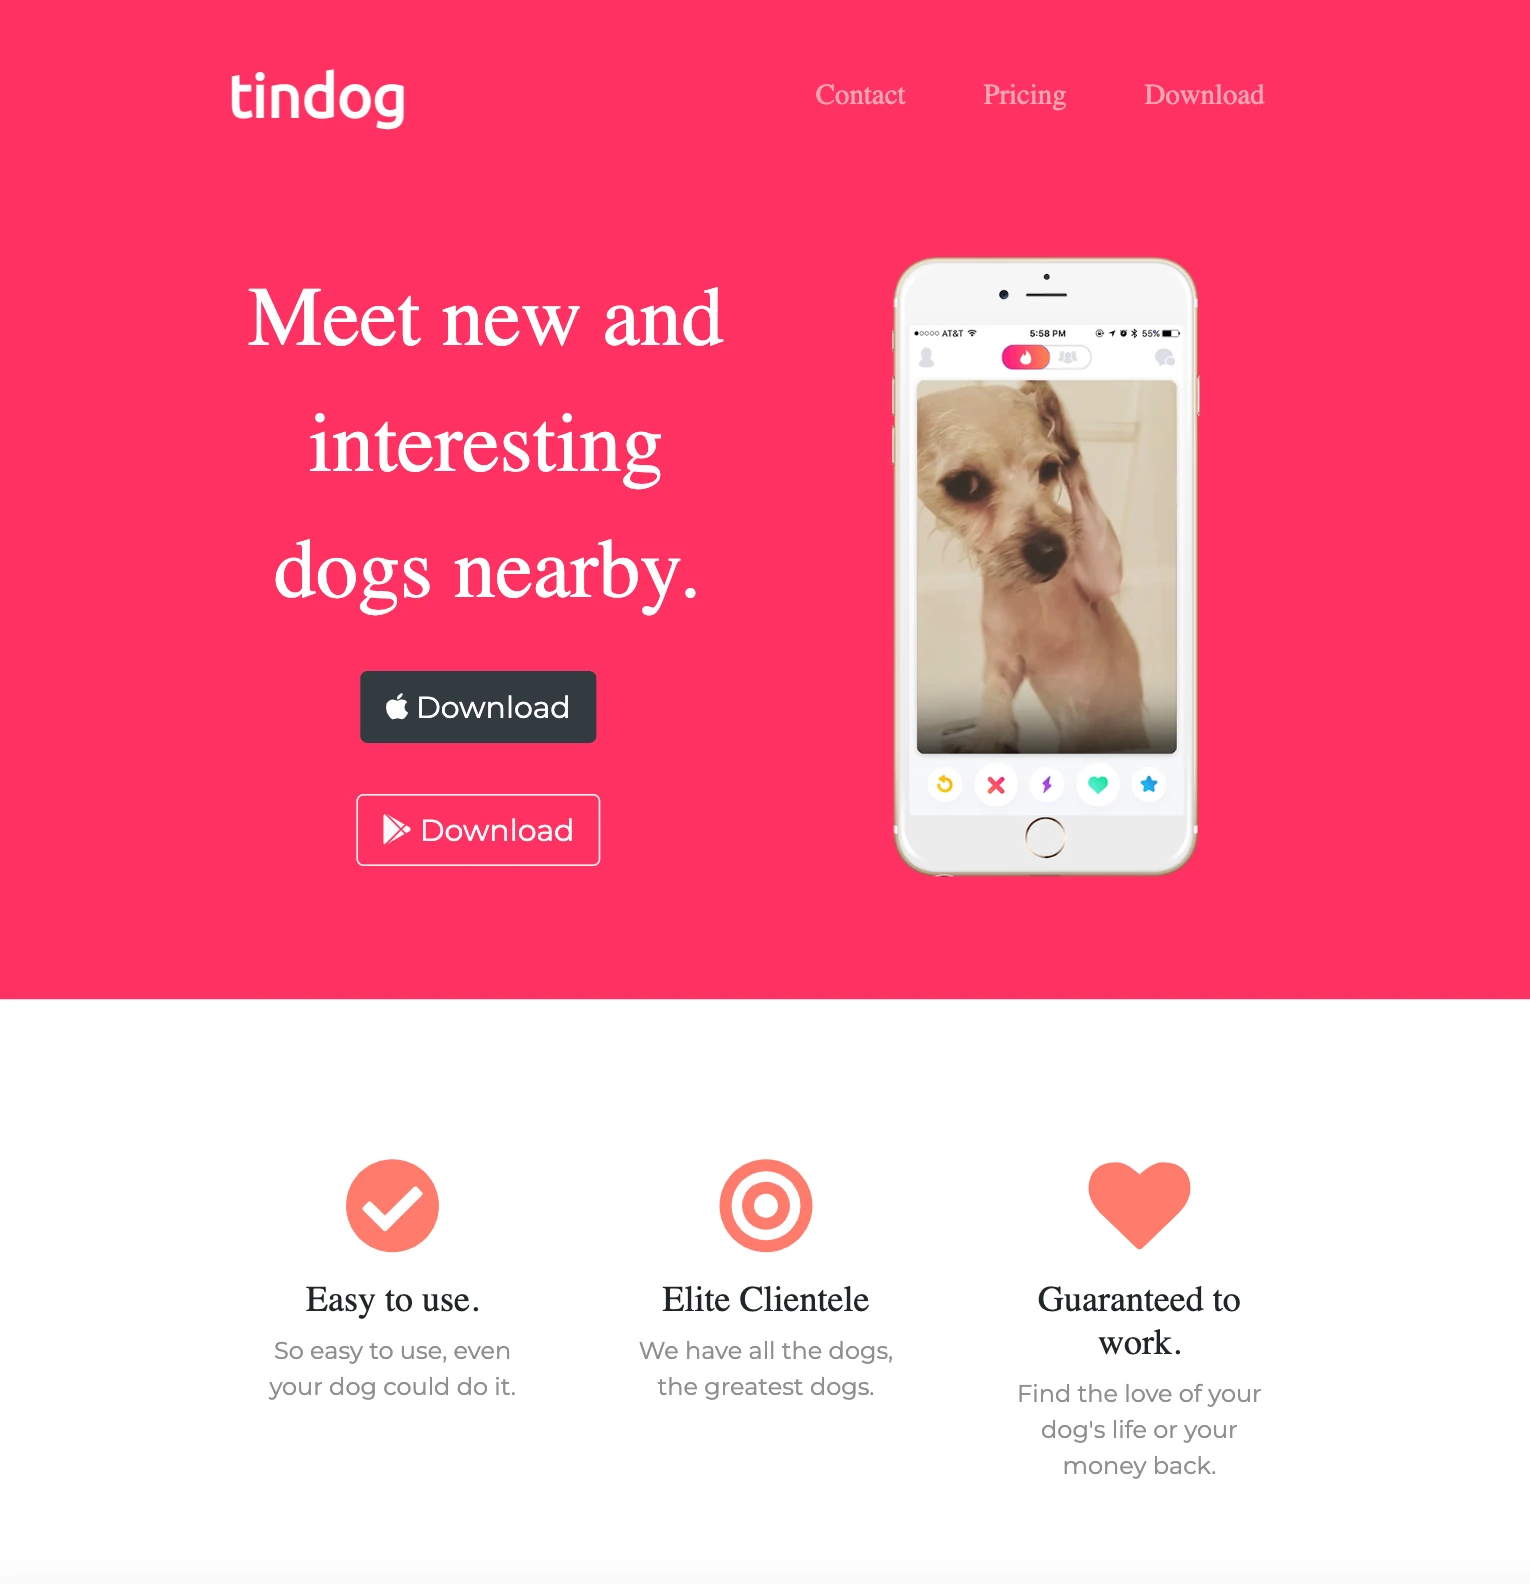 tindog
Contact Pricing Download
Meet new and
interesting
dogs nearby.
Download
Download
AT&T 5:58 PM 55%
Easy to use.
So easy to use, even
your dog could do it.
Elite Clientele
We have all the dogs,
the greatest dogs.
Guaranteed to
work.
Find the love of your
dog's life or your
money back.